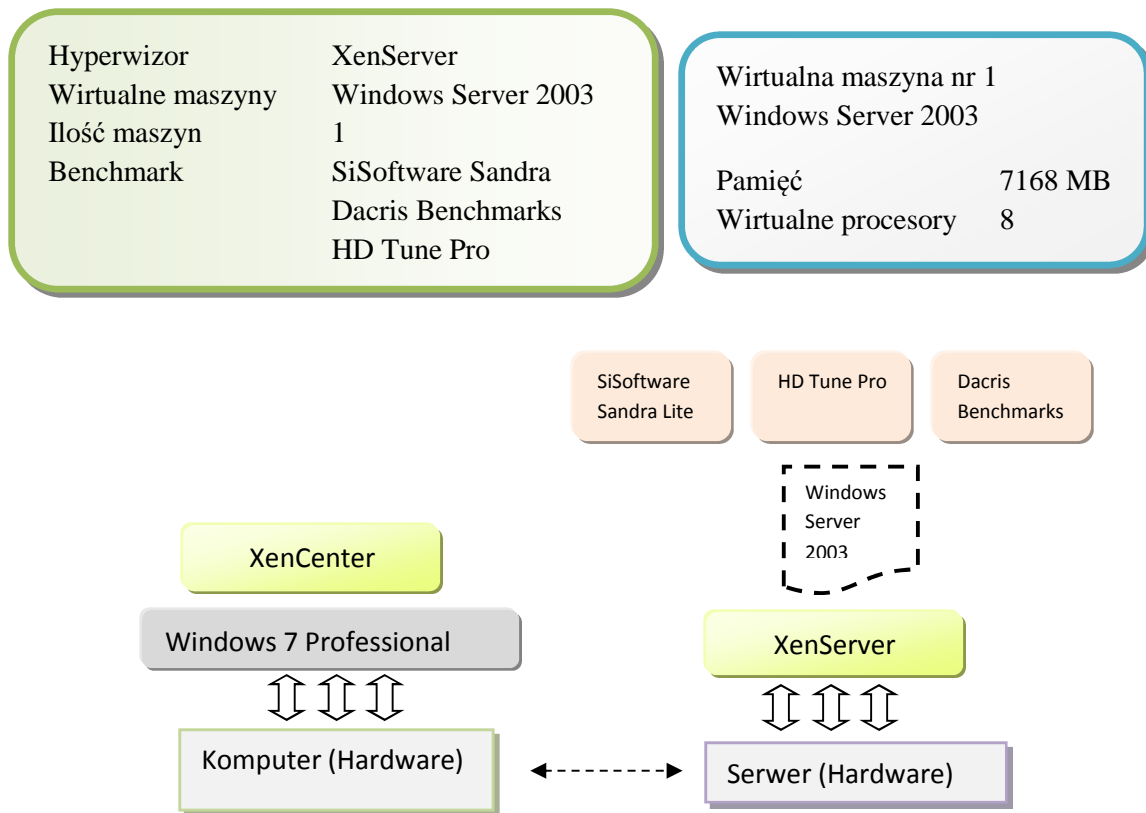 Hyperwizor XenServer
Wirtualne maszyny Windows Server 2003
Ilość maszyn 1
Benchmark SiSoftware Sandra
Dacris Benchmarks
HD Tune Pro
Wirtualna maszyna nr 1
Windows Server 2003
Pamięć 7168 MB
Wirtualne procesory 8
SiSoftware
Sandra Lite
HD Tune Pro
Dacris
Benchmarks
Windows
Server
2003
XenCenter
Windows 7 Professional
XenServer
Komputer (Hardware)
Serwer (Hardware)